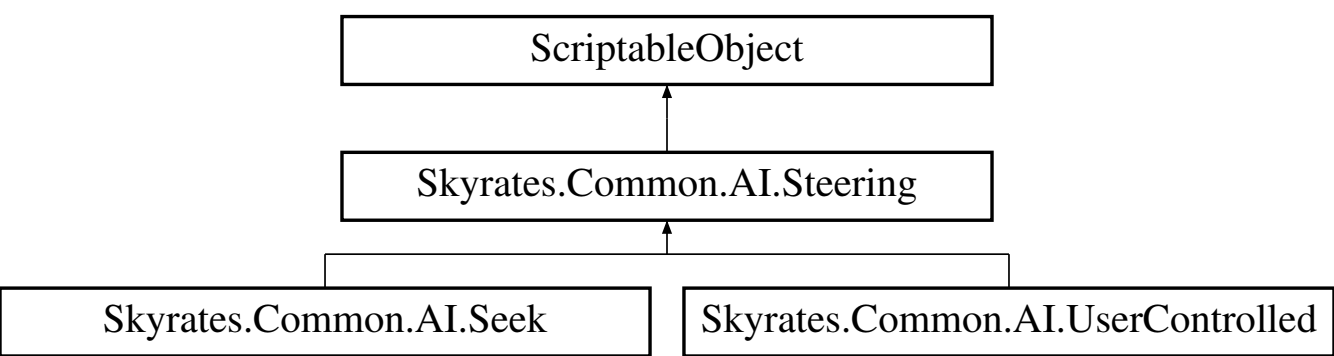 ScriptableObject
Skyrates.Common.AI.Steering
Skyrates.Common.AI.Seek
Skyrates.Common.AI.UserControlled